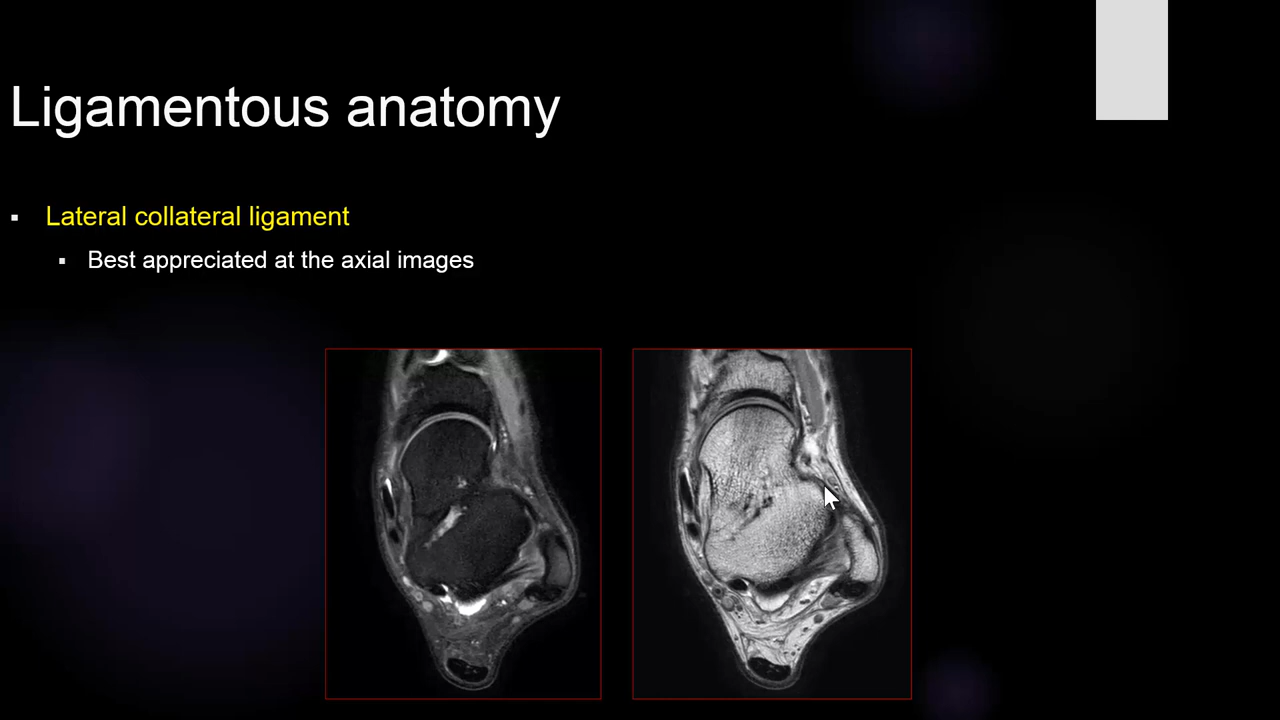 Ligamentous anatomy
Lateral collateral ligament
Best appreciated at the axial images